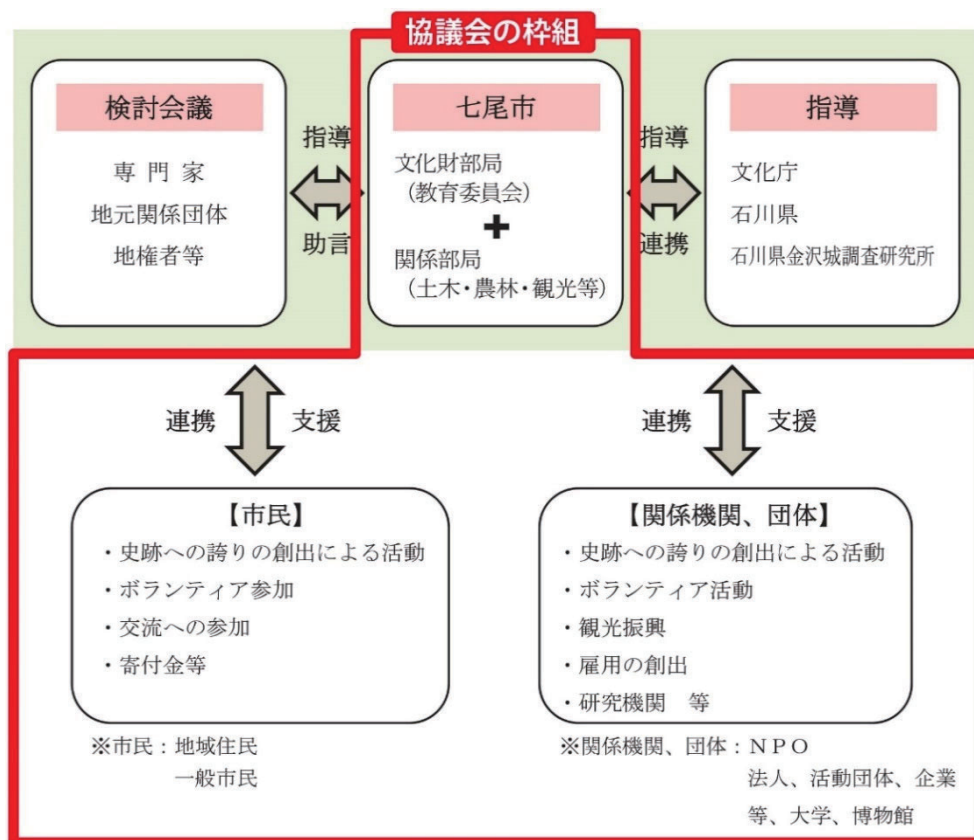 協議会の枠組
検討会議
専 門 家
地元関係団体
地権者等
指導
助言
七尾市
文化財部局
（教育委員会）
＋
関係部局
（土木・農林・観光等）
指導
連携
指導
文化庁
石川県
石川県金沢城調査研究所
連携
支援
連携
支援
【市民】
・史跡への誇りの創出による活動
・ボランティア参加
・交流への参加
・寄付金等
※市民：地域住民
一般市民
【関係機関、団体】
・史跡への誇りの創出による活動
・ボランティア活動
・観光振興
・雇用の創出
・研究機関　等
※関係機関、団体：ＮＰＯ
法人、活動団体、企業
等、大学、博物館